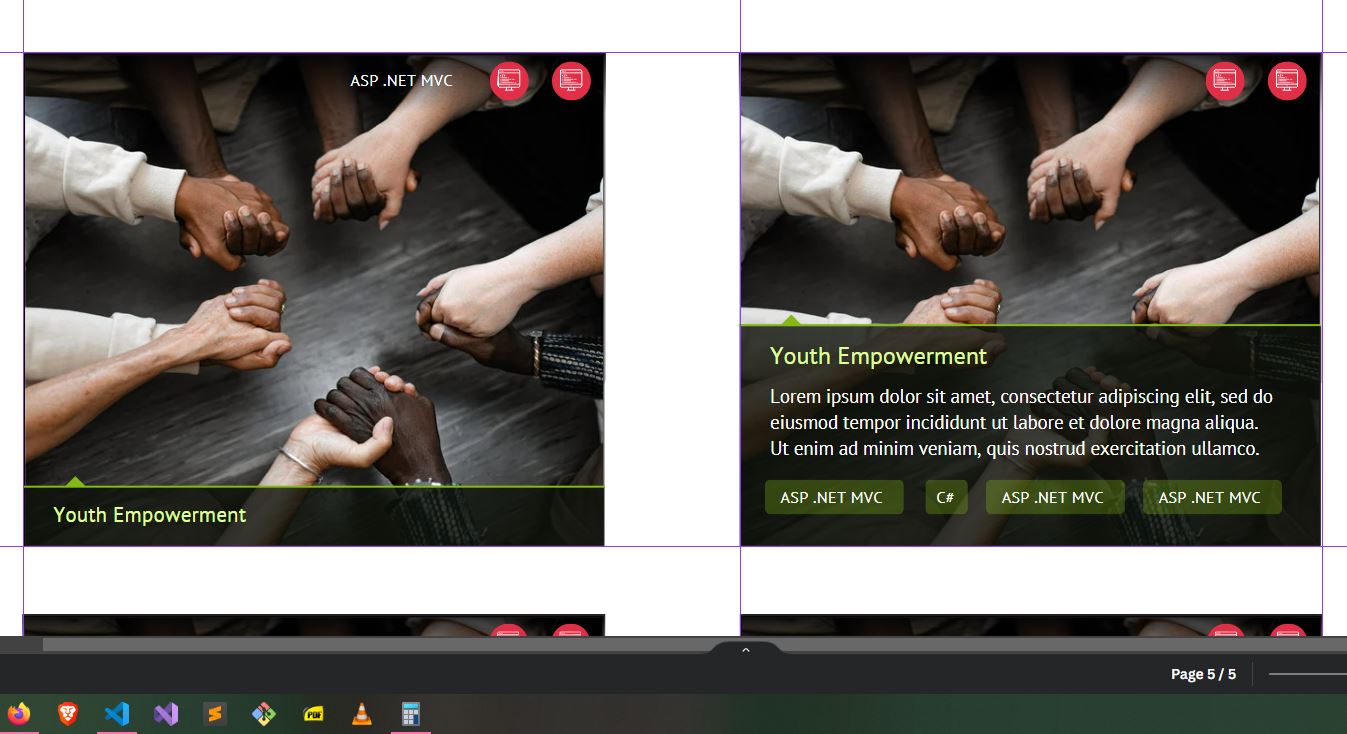 ASP .NET MVC
Youth Empowerment
Youth Empowerment
Lorem ipsum dolor sit amet, consectetur adipiscing elit, sed do
eiusmod tempor incididunt ut labore et dolore magna aliqua.
Ut enim ad minim veniam, quis nostrud exercitation ullamco.
ASP .NET MVC C# ASP .NET MVC ASP .NET MVC
Page 5 / 5
PDF